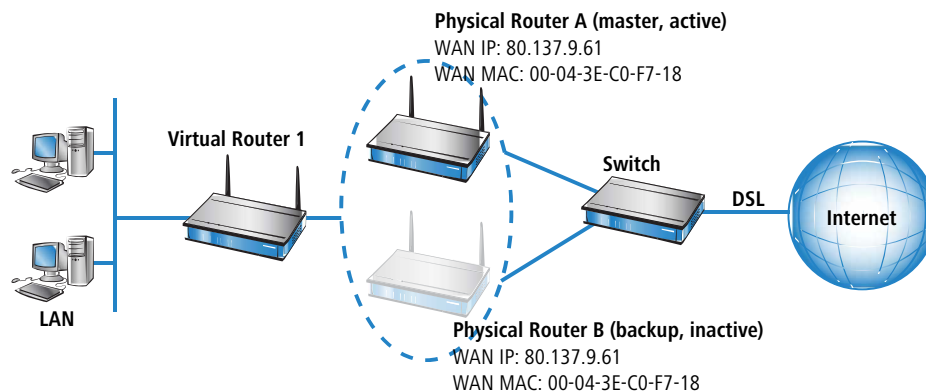 Physical Router A (master, active)
WAN IP: 80.137.9.61
WAN MAC: 00-04-3E-C0-F7-18
Virtual Router 1
Switch
DSL
Internet
LAN
Physical Router B (backup, inactive)
WAN IP: 80.137.9.61
WAN MAC: 00-04-3E-C0-F7-18